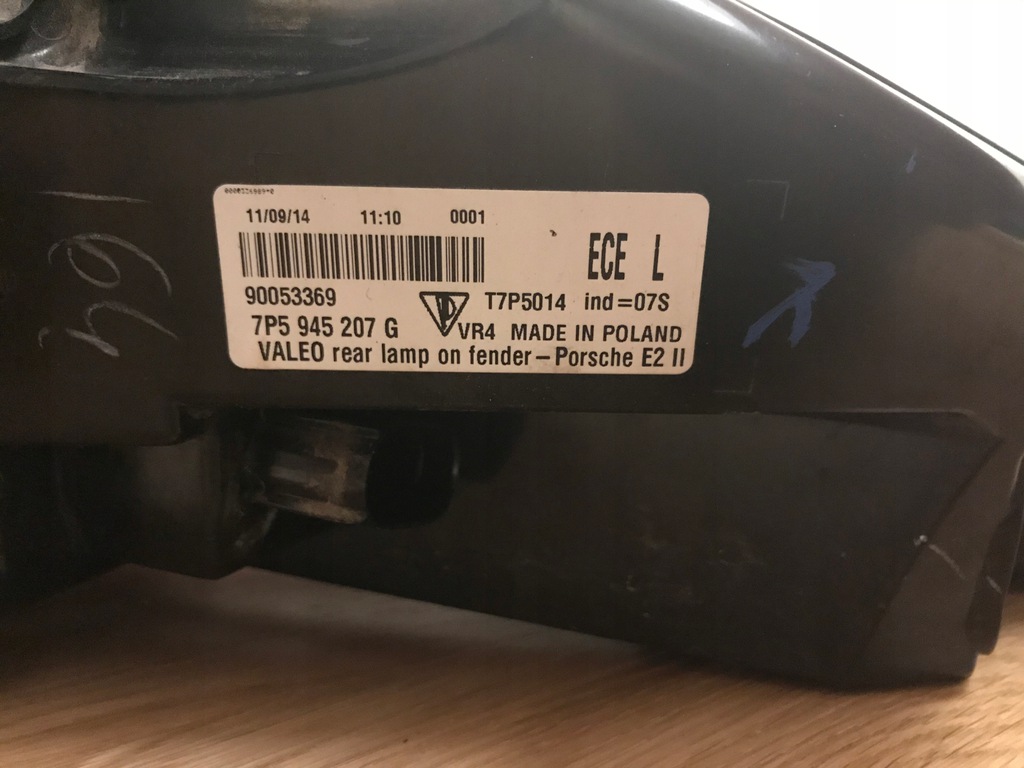 11/09/14 11:10 0001
ECE L
90053369 T7P5014 ind=07S
7P5 945 207 G VR4 MADE IN POLAND
VALEO rear lamp on fender – Porsche E2 II